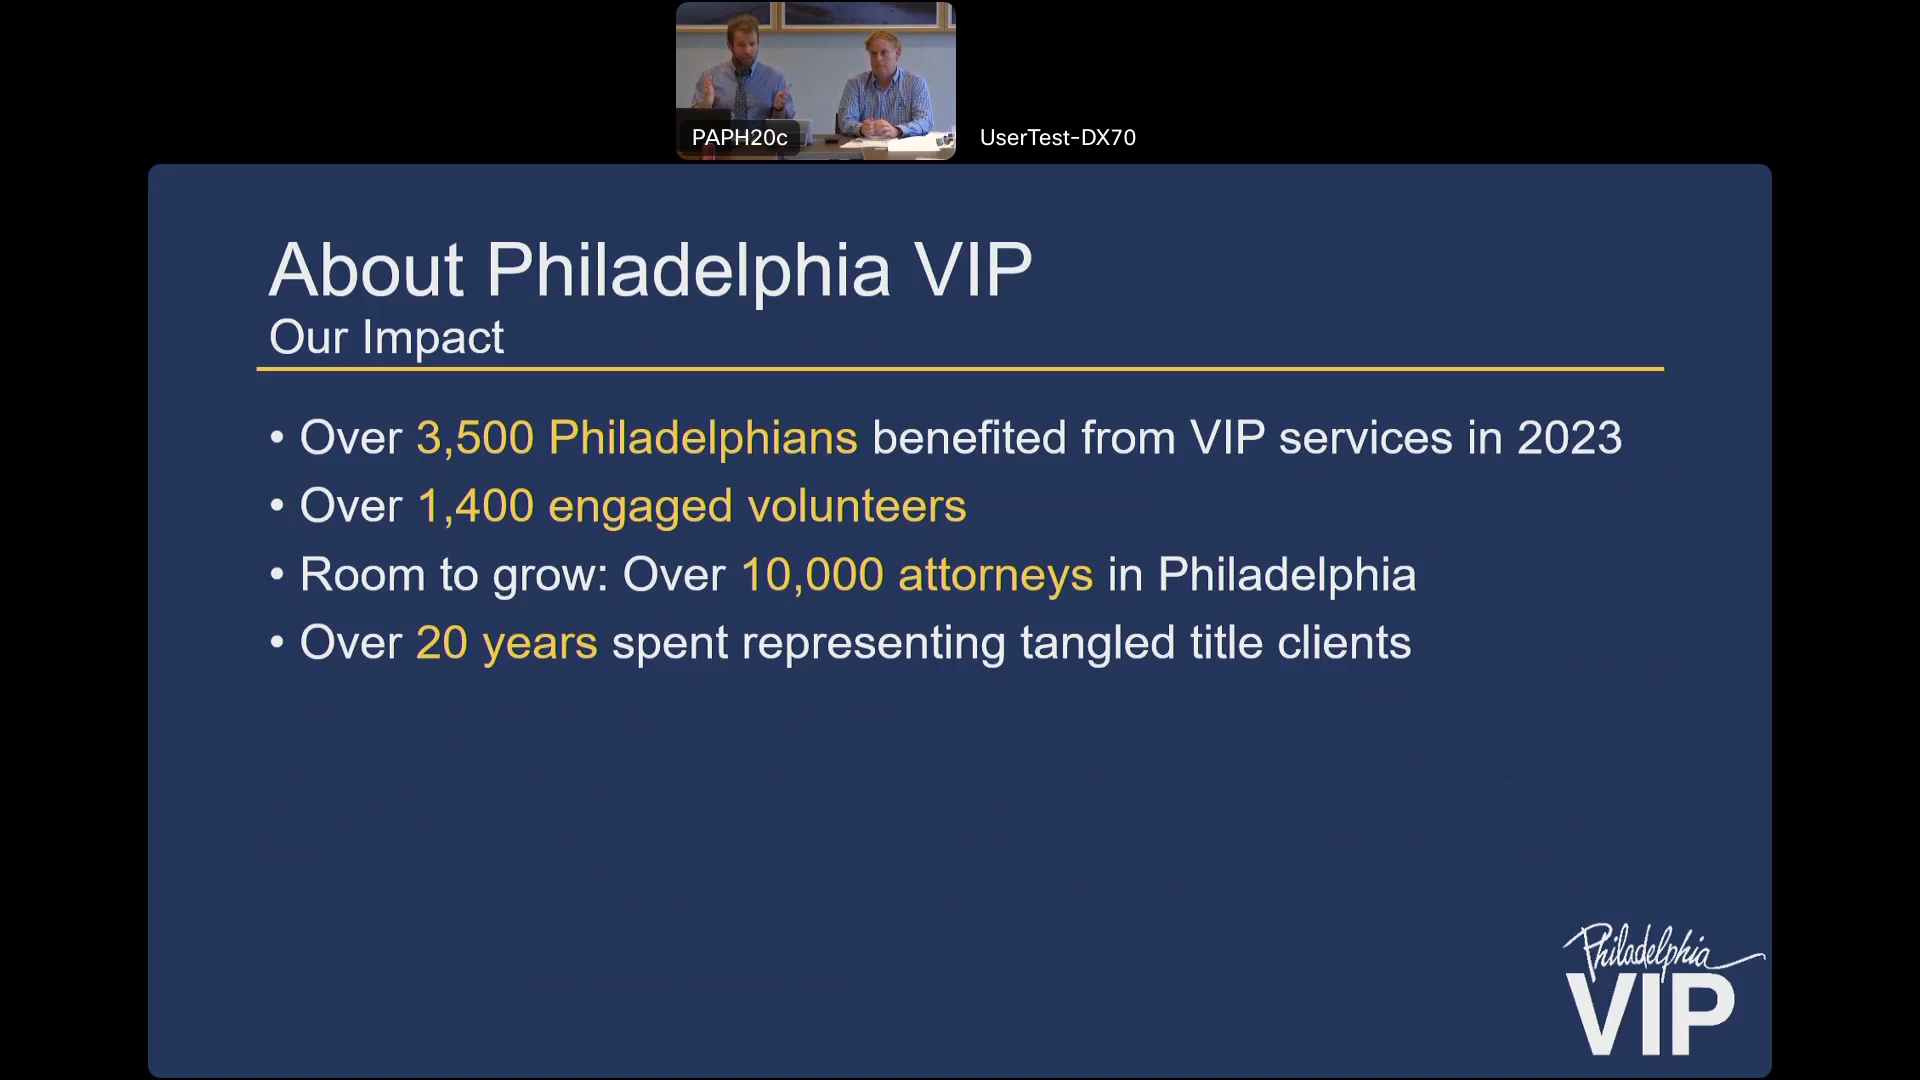 PAPH20c
UserTest-DX70
About Philadelphia VIP
Our Impact
• Over 3,500 Philadelphians benefited from VIP services in 2023
• Over 1,400 engaged volunteers
• Room to grow: Over 10,000 attorneys in Philadelphia
• Over 20 years spent representing tangled title clients
Philadelphia
VIP